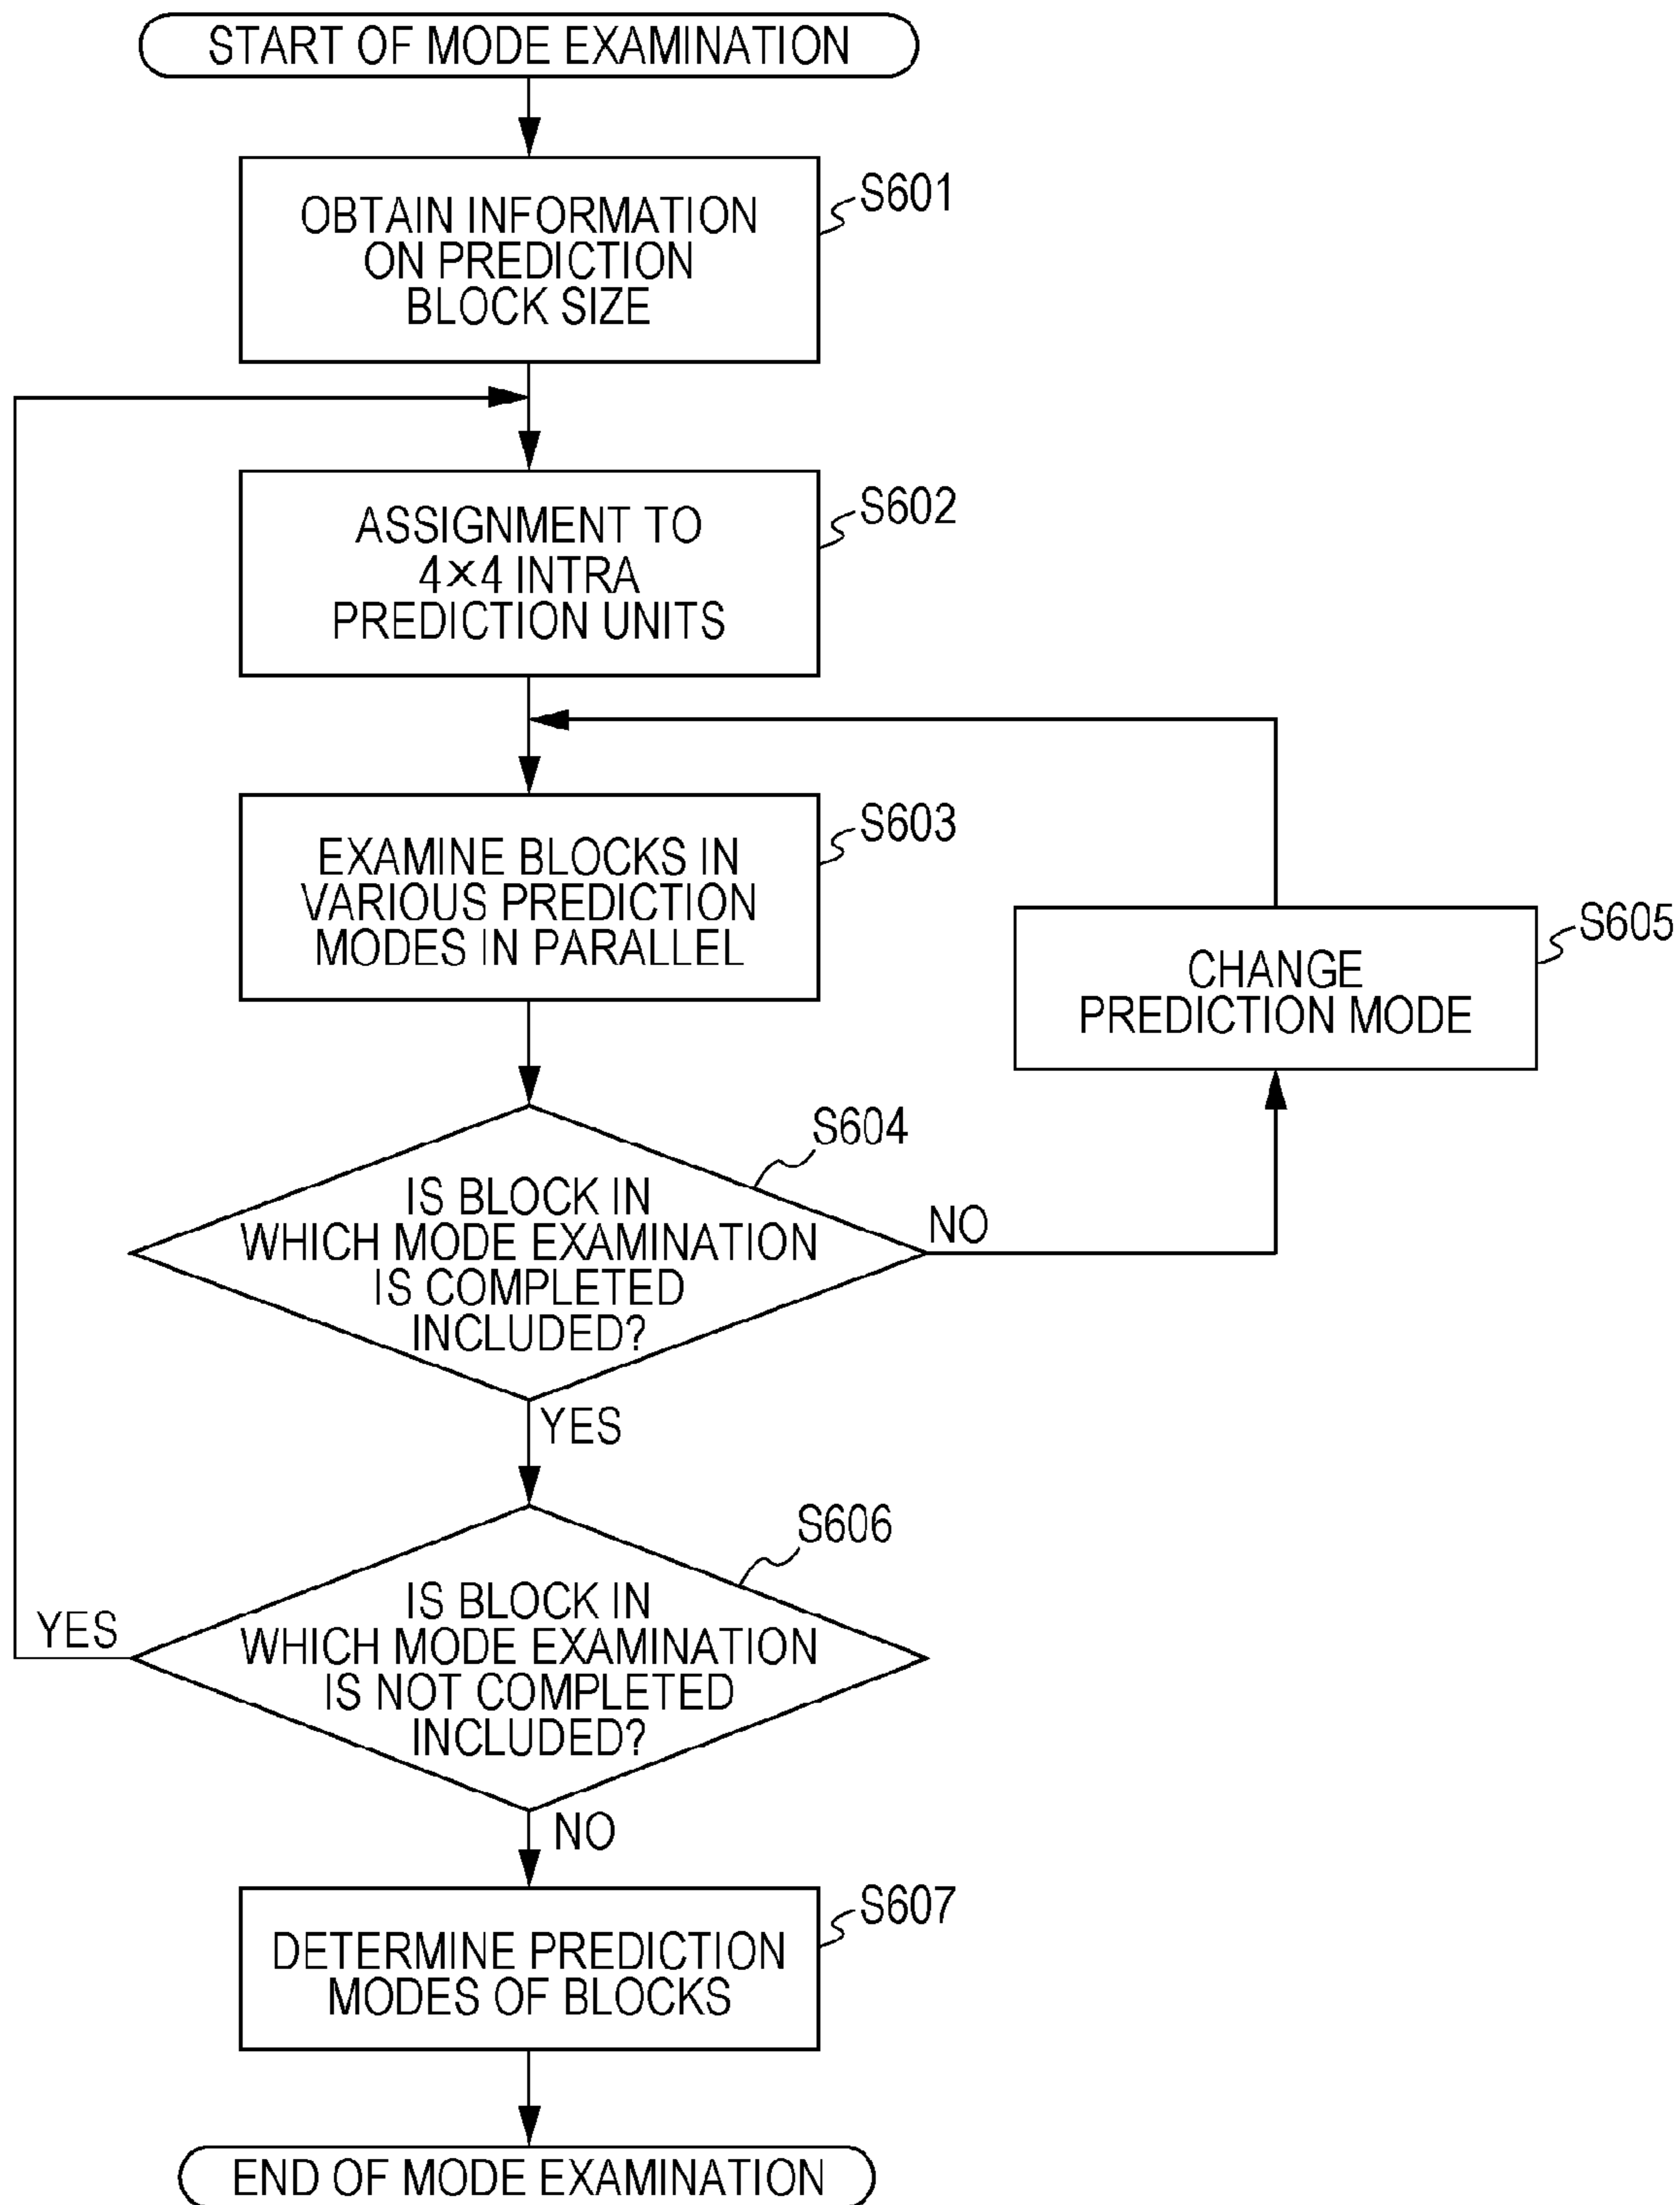 START OF MODE EXAMINATION
S601
OBTAIN INFORMATION
ON PREDICTION
BLOCK SIZE
S602
ASSIGNMENT TO
4×4 INTRA
PREDICTION UNITS
S603
EXAMINE BLOCKS IN
VARIOUS PREDICTION
MODES IN PARALLEL
S605
CHANGE
PREDICTION MODE
S604
IS BLOCK IN
WHICH MODE EXAMINATION
IS COMPLETED
INCLUDED?
NO
YES
S606
IS BLOCK IN
WHICH MODE EXAMINATION
IS NOT COMPLETED
INCLUDED?
YES
NO
S607
DETERMINE PREDICTION
MODES OF BLOCKS
END OF MODE EXAMINATION